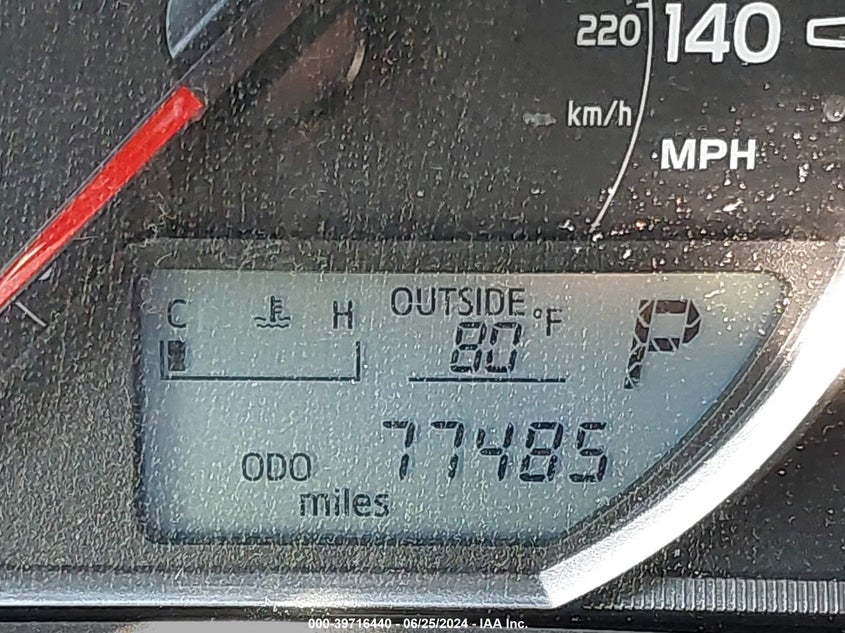 220 140
km/h
MPH
C H OUTSIDE
80 °F P
ODO 77485
miles
000-39716440 - 06/25/2024 - IAA Inc.